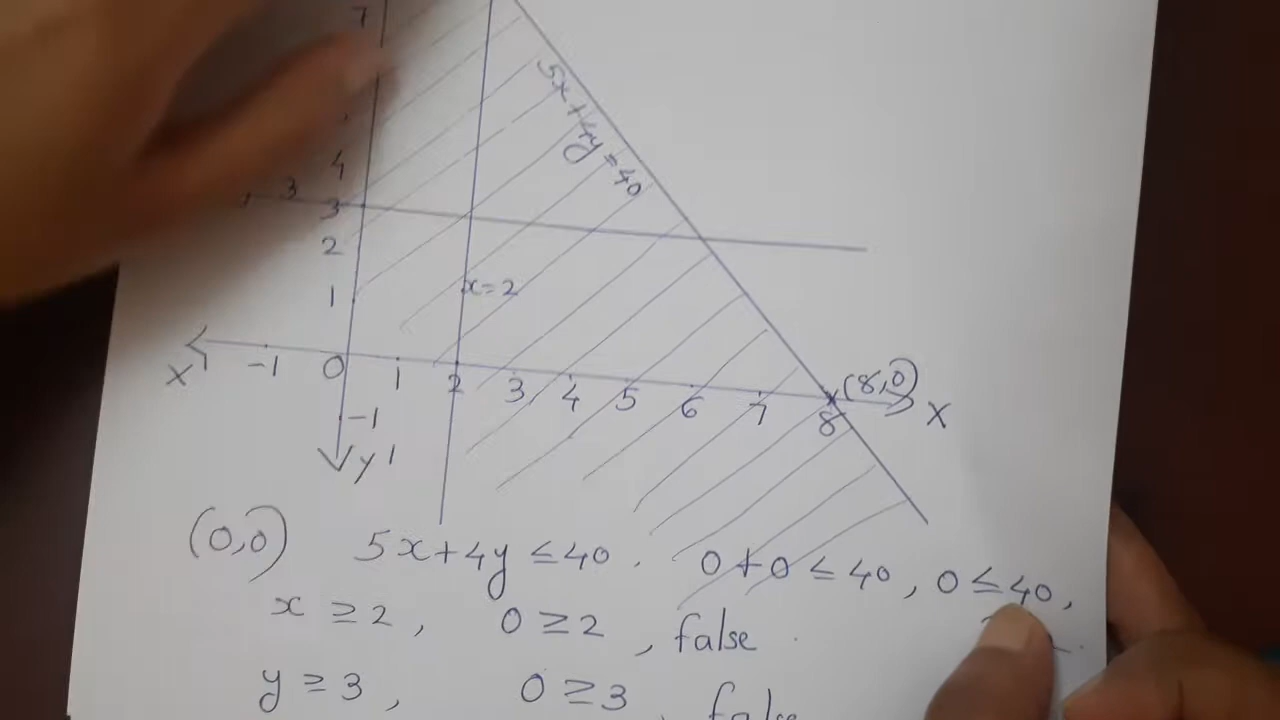 7
5x+4y=40
4
3
3
2
1
x=2
X' -1 0 1 2 3 4 5 6 7 8 (8,0) X
-1
y'
(0,0) 5x+4y ≤ 40 . 0+0 ≤ 40, 0 ≤ 40,
x ≥ 2, 0 ≥ 2, false
y ≥ 3, 0 ≥ 3, false